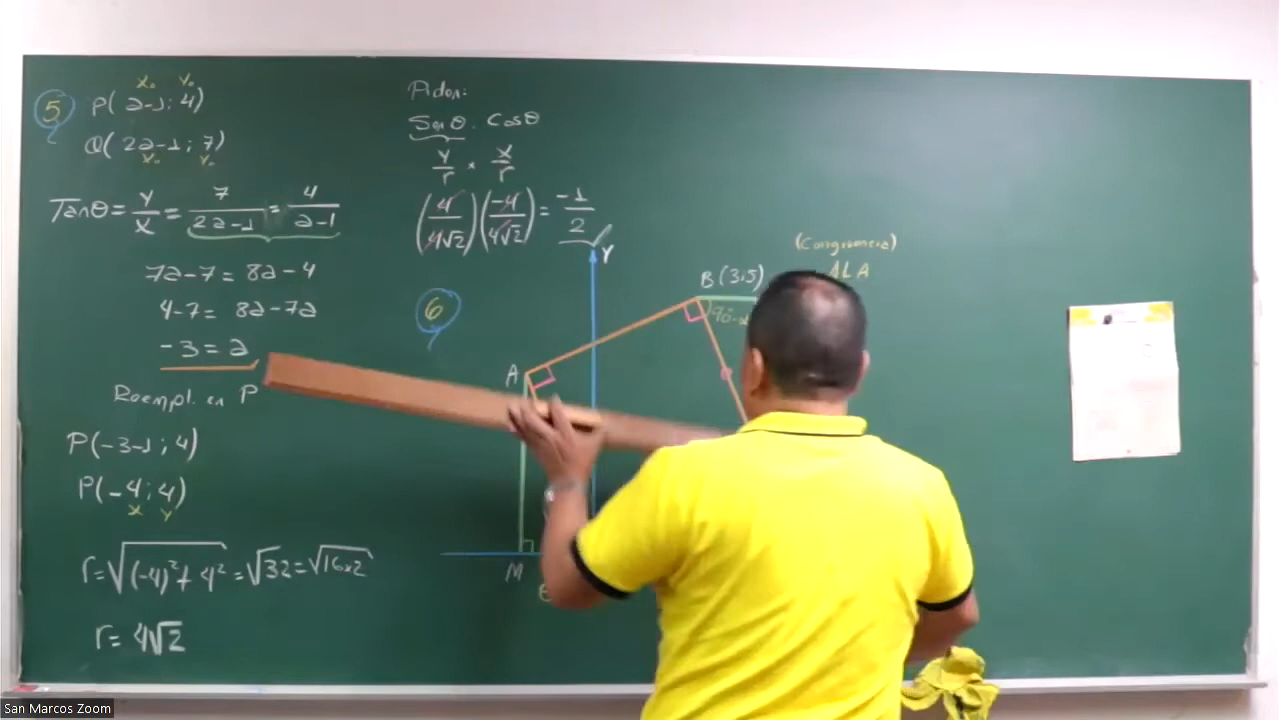 5
X₀ Y₀
P(a-1; 4)
Q(2a-1; 7)
X₀ Y₀
Tanθ = Y/X = 7/(2a-1) = 4/(a-1)
7a-7 = 8a-4
4-7 = 8a-7a
-3 = a
Reempl. en P
P(-3-1; 4)
P(-4; 4)
X Y
r = √((-4)²+4²) = √32 = √16x2
r = 4√2
Piden:
Senθ . Cosθ
Y/r x X/r
(4/4√2)(-4/4√2) = -1/2
6
Y
(Congruencia)
ALA
B(3;5)
A
M
San Marcos Zoom